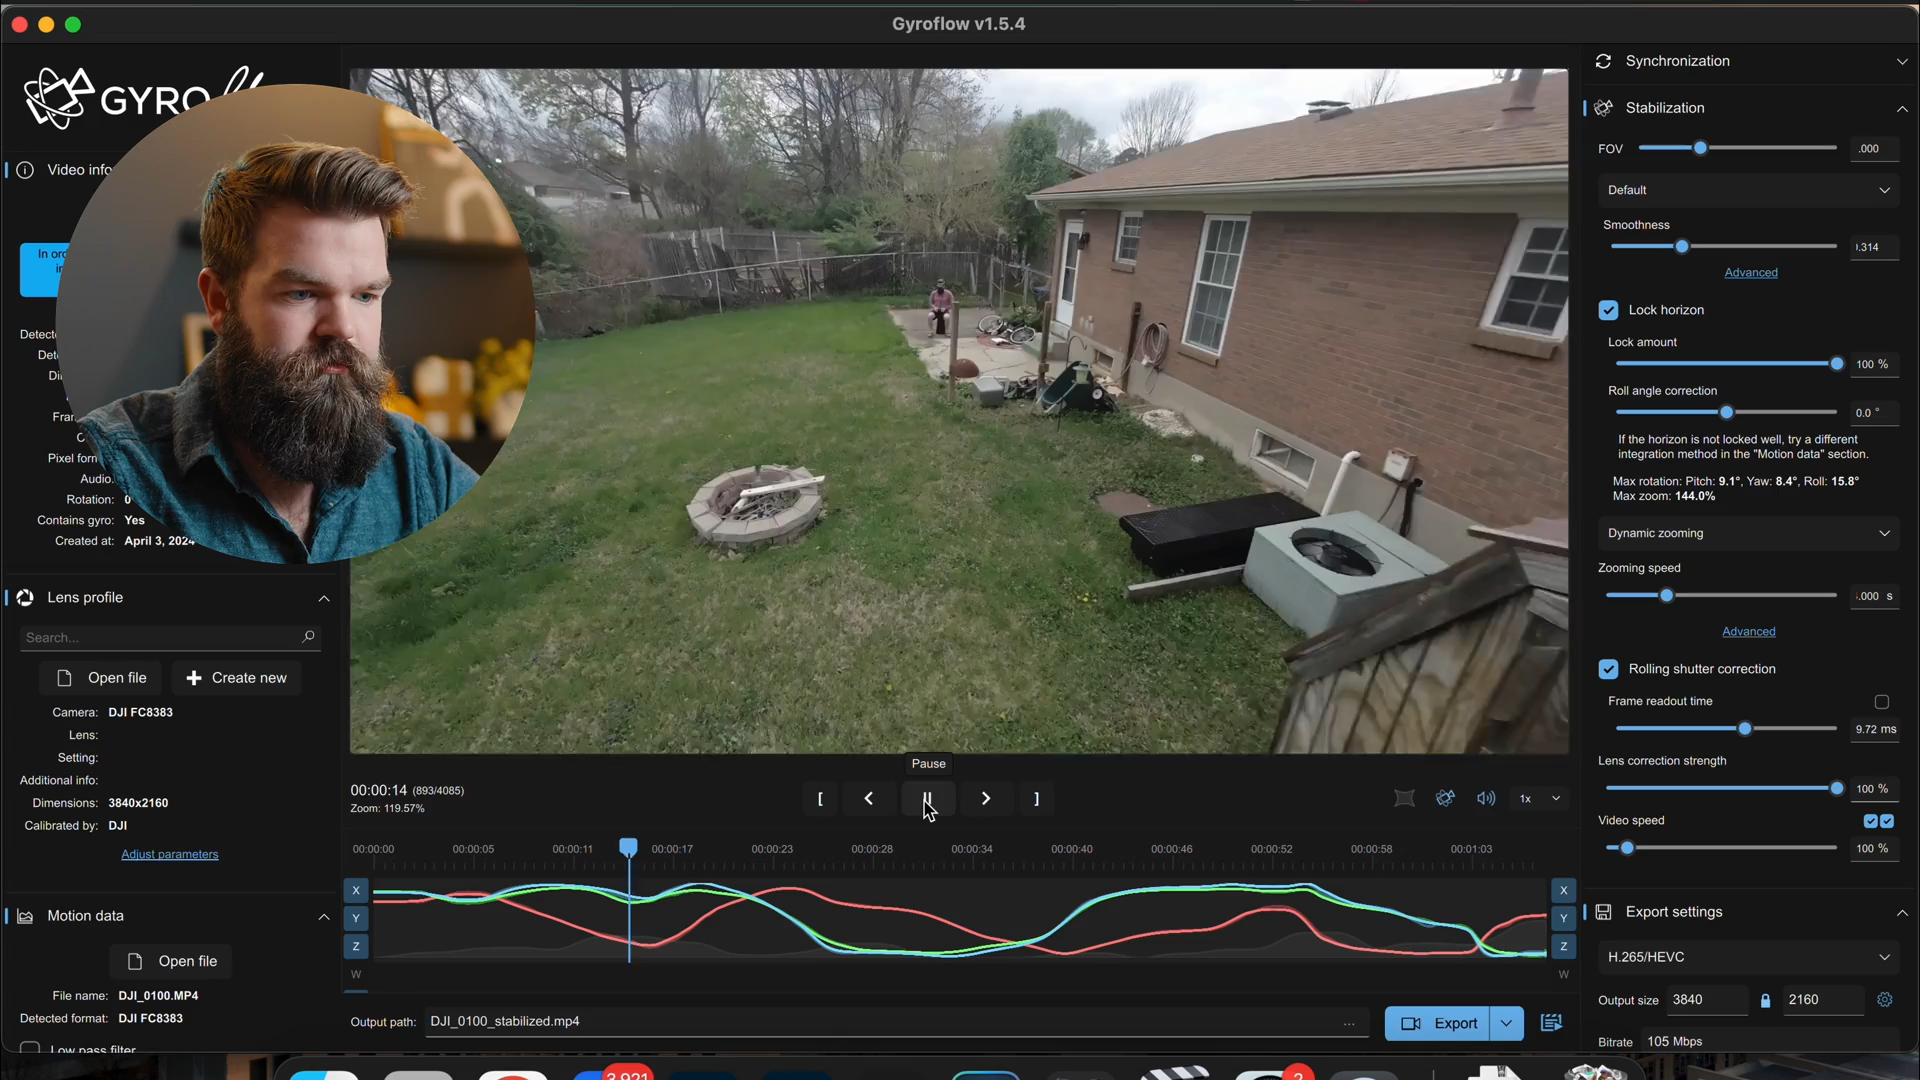 Gyroflow v1.5.4
GYRO
Video info
Lens profile
Search...
Open file
Create new
Camera: DJI FC8383
Lens:
Setting:
Additional info:
Dimensions: 3840x2160
Calibrated by: DJI
Adjust parameters
Pixel
Audio
Rotation: 0
Contains gyro: Yes
Created at: April 3, 2024
Motion data
Open file
File name: DJI_0100.MP4
Detected format: DJI FC8383
Low pass filter
Pause
00:00:14 (893/4085)
Zoom: 119.57%
[
]
1x
00:00:00 00:00:05 00:00:11 00:00:17 00:00:23 00:00:28 00:00:34 00:00:40 00:00:46 00:00:52 00:00:58 00:01:03
X X
Y Y
Z Z
W W
Output path: DJI_0100_stabilized.mp4 ...
Export
Synchronization
Stabilization
FOV .000
Default
Smoothness
.314
Advanced
Lock horizon
Lock amount
100 %
Roll angle correction
0.0 °
If the horizon is not locked well, try a different
integration method in the "Motion data" section.
Max rotation: Pitch: 9.1°, Yaw: 8.4°, Roll: 15.8°
Max zoom: 144.0%
Dynamic zooming
Zooming speed
.000 s
Advanced
Rolling shutter correction
Frame readout time
9.72 ms
Lens correction strength
100 %
Video speed
100 %
Export settings
H.265/HEVC
Output size 3840 2160
Bitrate 105 Mbps
3,921
2